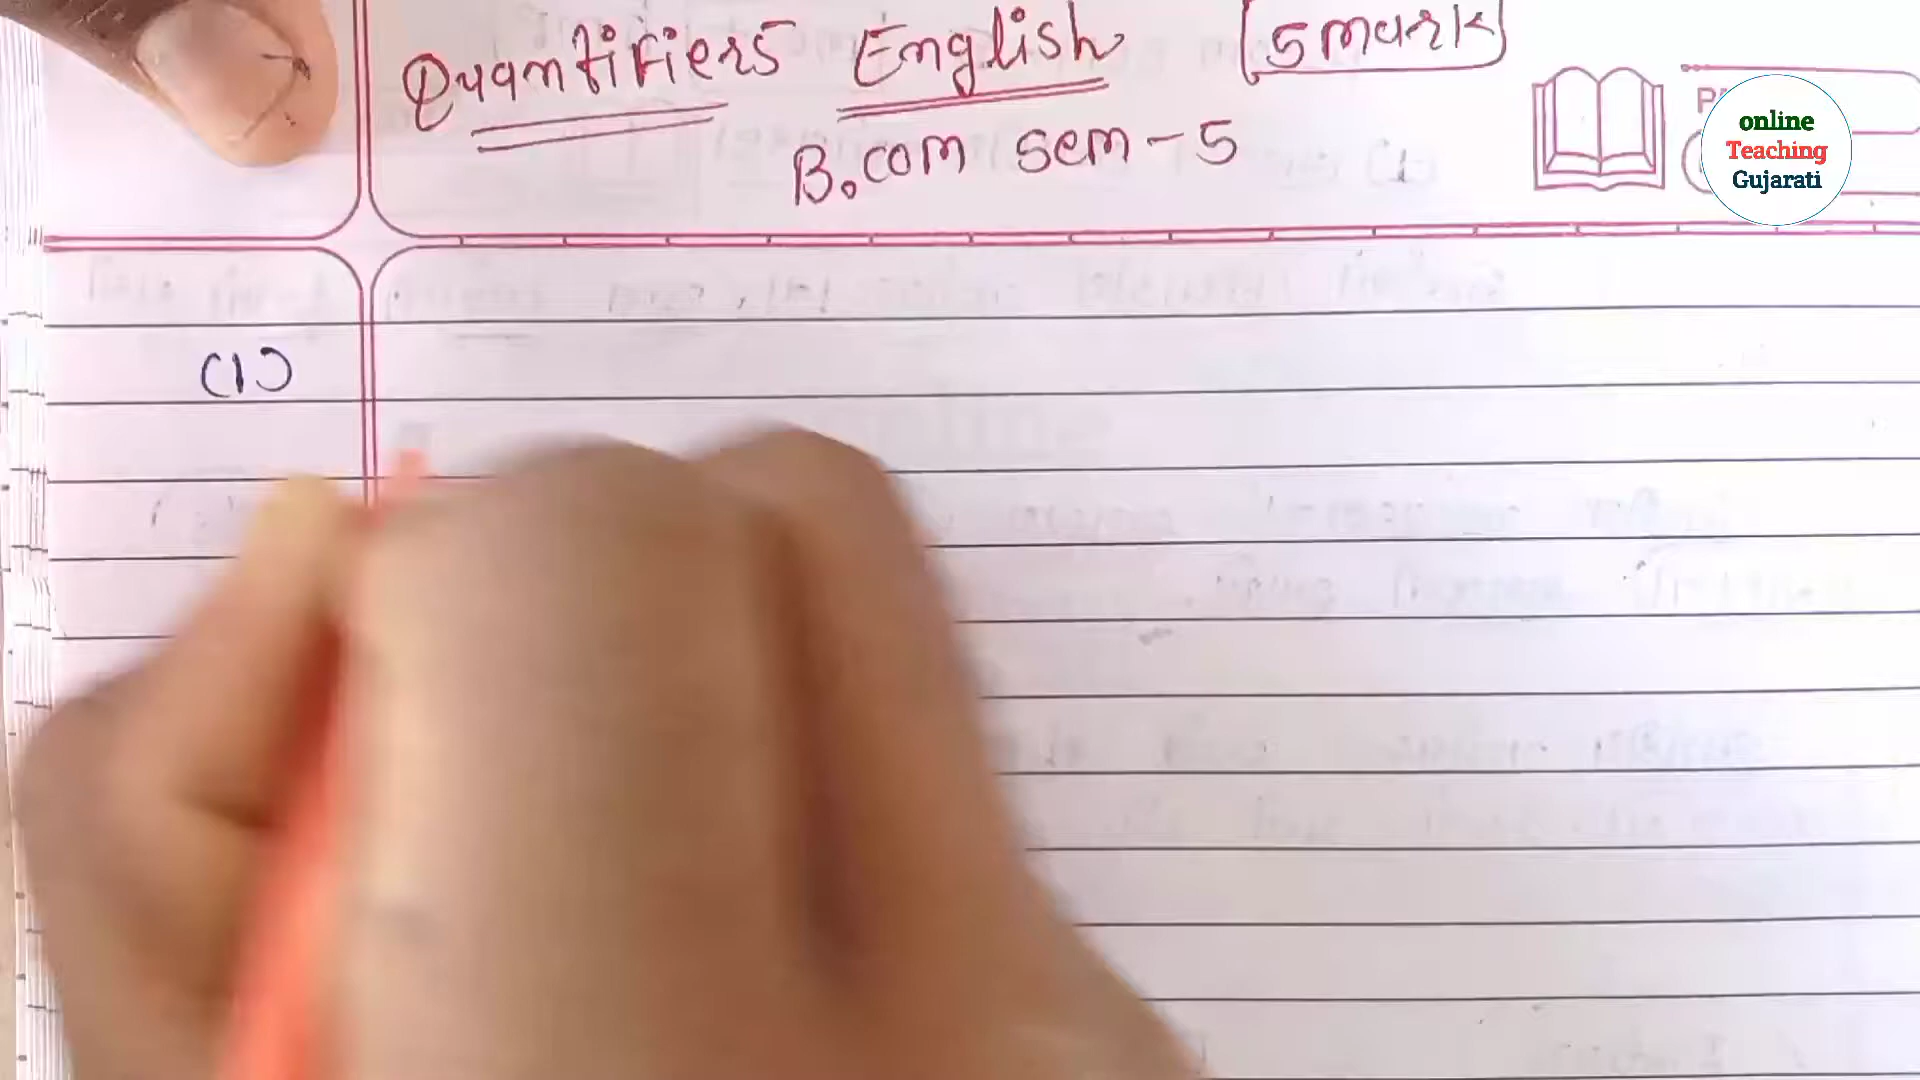 Quantifiers English [5 mark]
B.com sem-5
online
Teaching
Gujarati
(1)